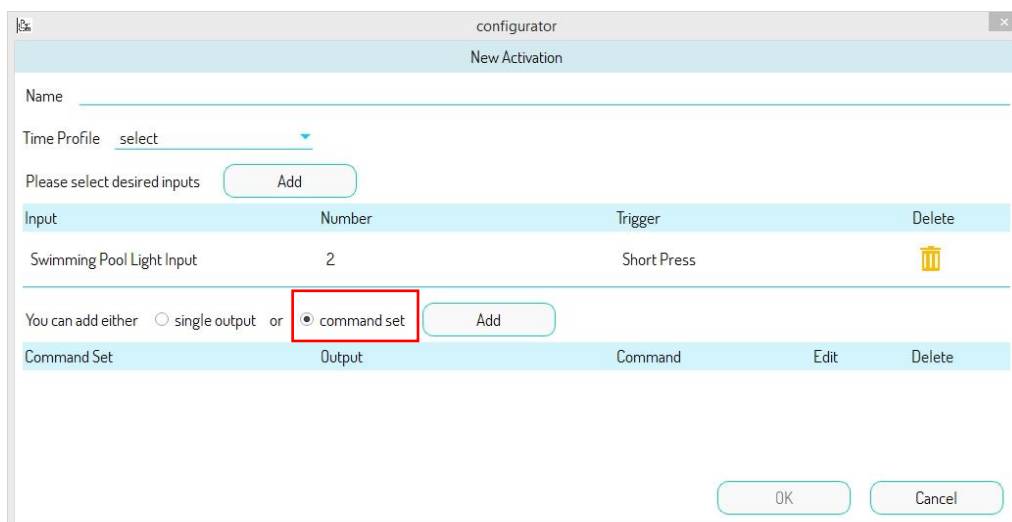 configurator
New Activation
Name
Time Profile select
Please select desired inputs Add
Input Number Trigger Delete
Swimming Pool Light Input 2 Short Press
You can add either single output or command set Add
Command Set Output Command Edit Delete
OK Cancel